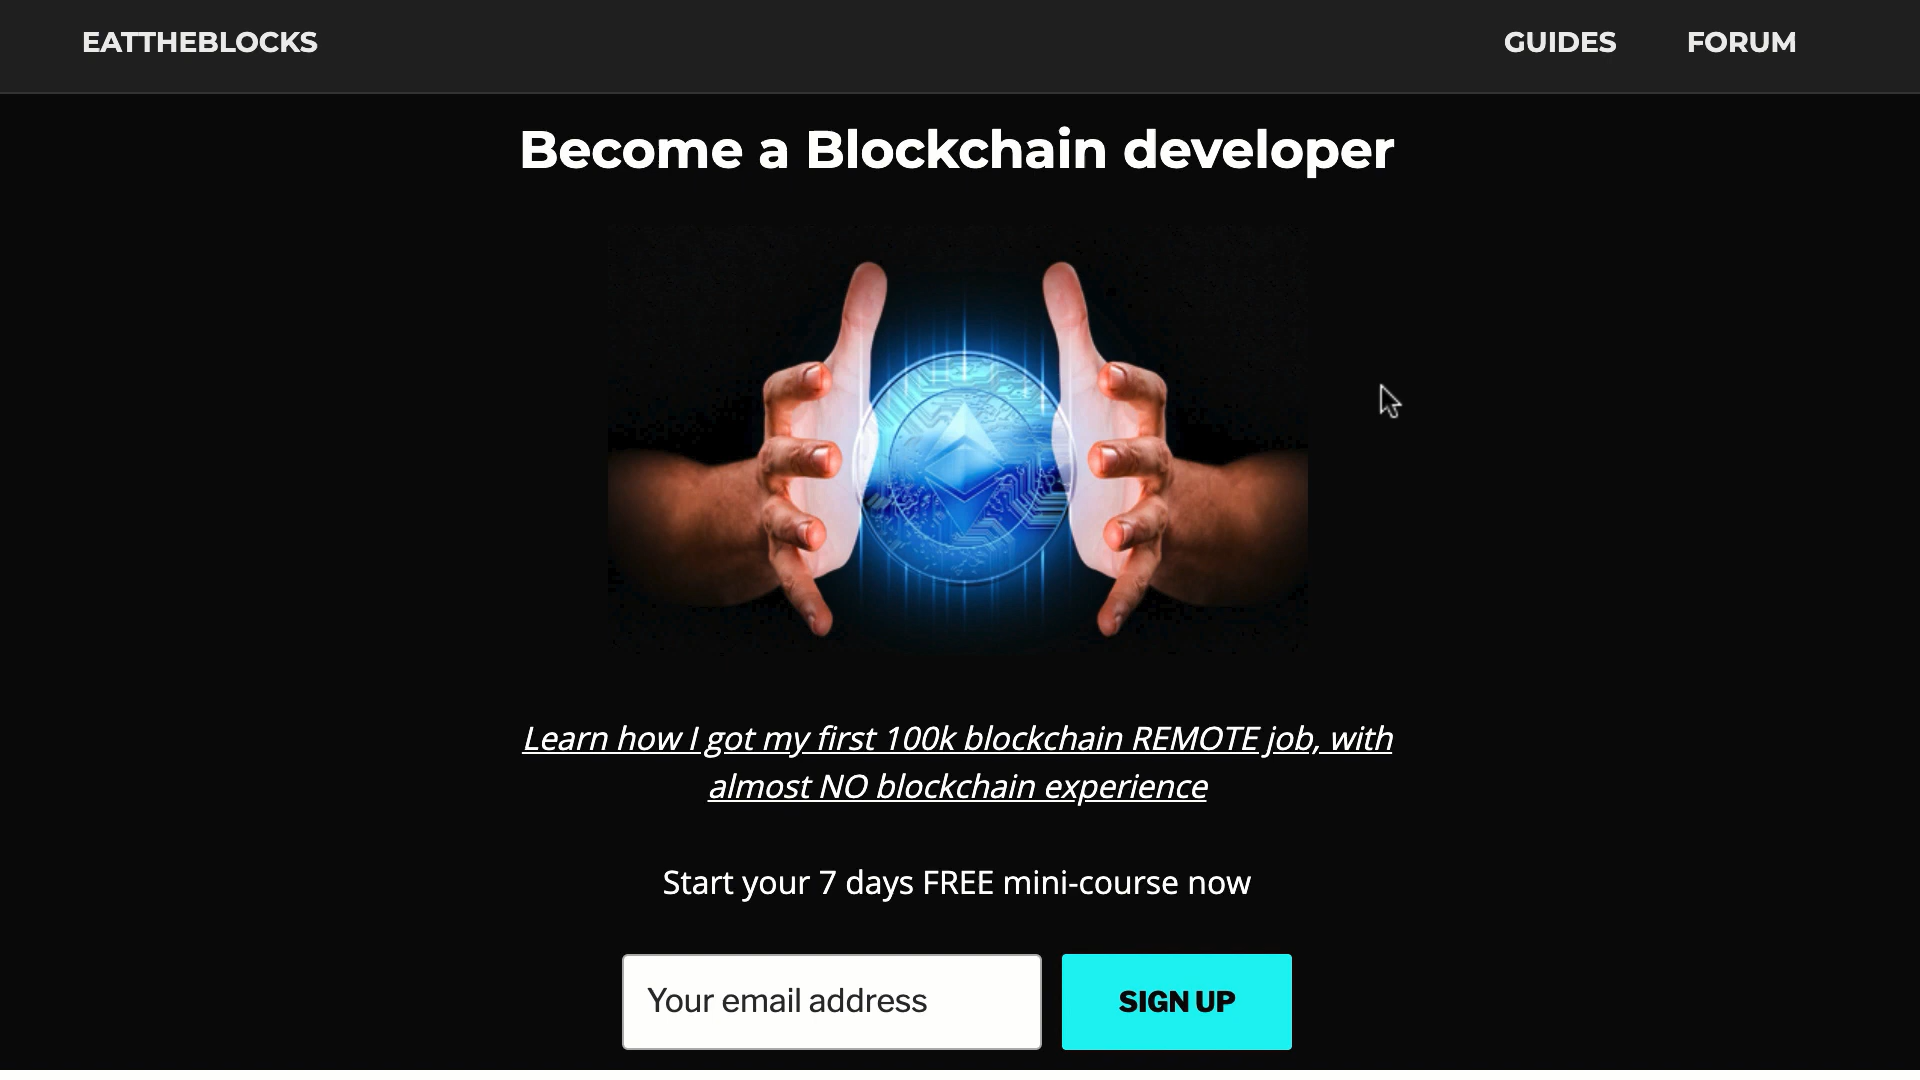 EATTHEBLOCKS
GUIDES
FORUM
Become a Blockchain developer
Learn how I got my first 100k blockchain REMOTE job, with
almost NO blockchain experience
Start your 7 days FREE mini-course now
Your email address
SIGN UP